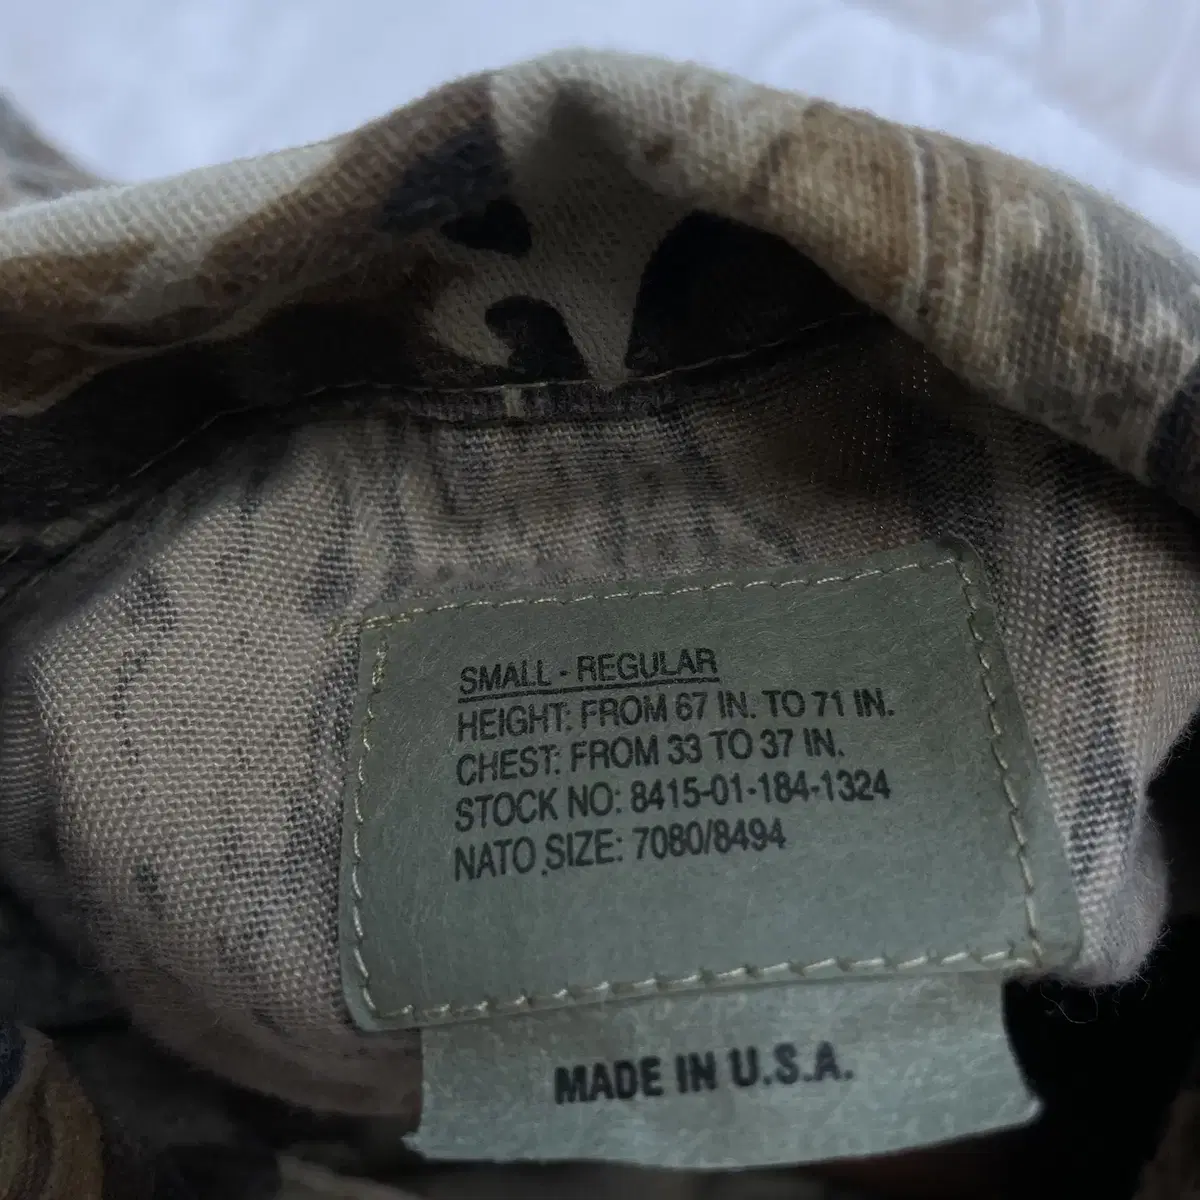 SMALL - REGULAR
HEIGHT: FROM 67 IN. TO 71 IN.
CHEST: FROM 33 TO 37 IN.
STOCK NO: 8415-01-184-1324
NATO SIZE: 7080/8494
MADE IN U.S.A.